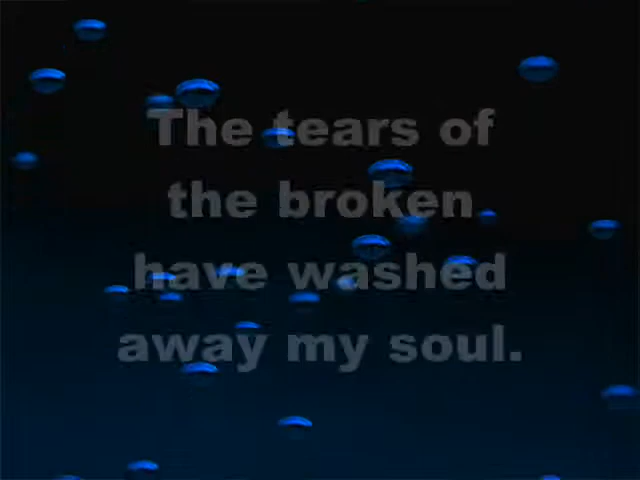 The tears of
the broken
have washed
away my soul.